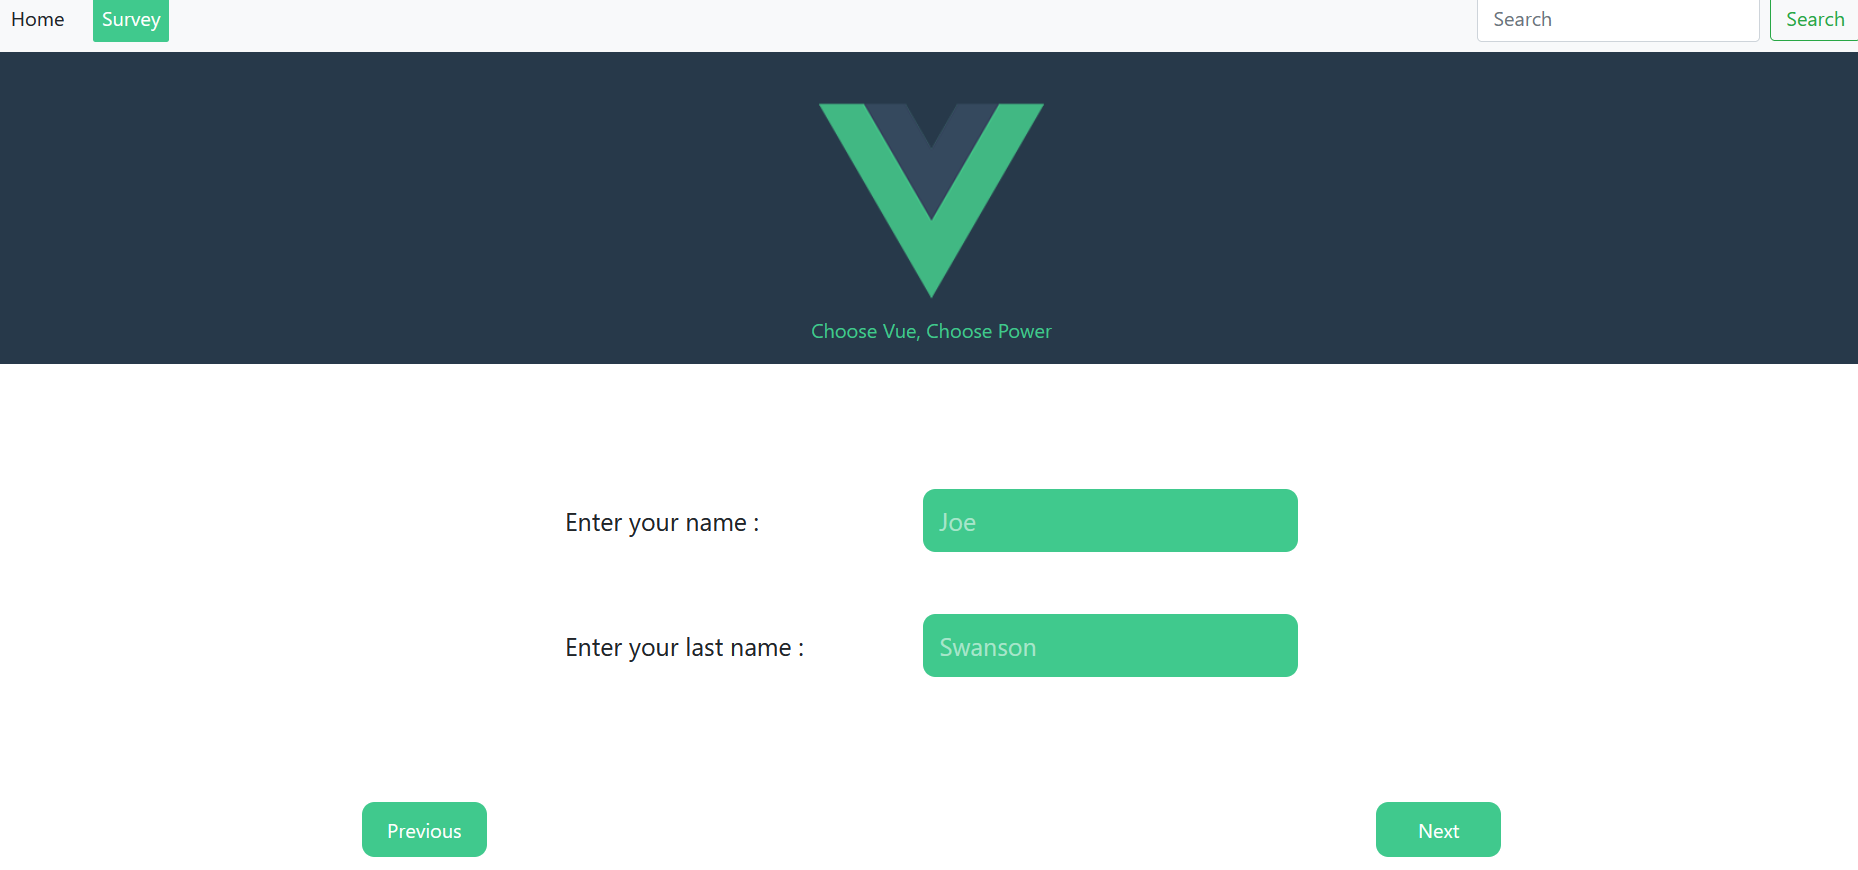 Home Survey Search Search
Choose Vue, Choose Power
Enter your name : Joe
Enter your last name : Swanson
Previous Next